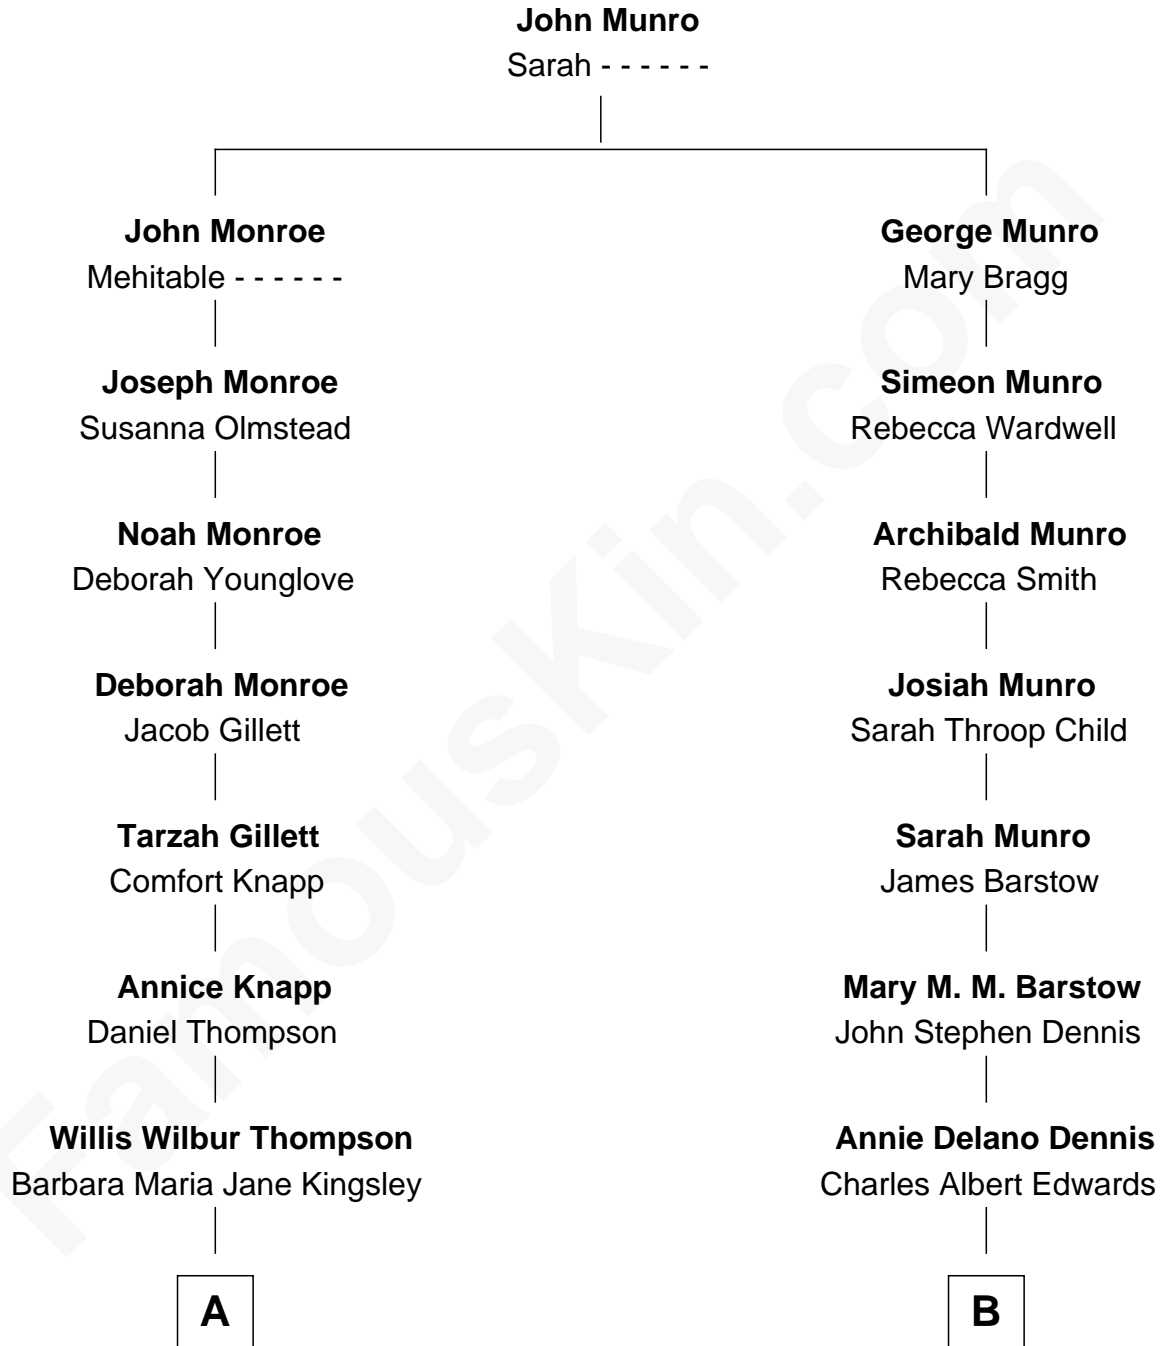 John Munro
Sarah - - - - - -
John Monroe
Mehitable - - - - - -
George Munro
Mary Bragg
Joseph Monroe
Susanna Olmstead
Simeon Munro
Rebecca Wardwell
Noah Monroe
Deborah Younglove
Archibald Munro
Rebecca Smith
Deborah Monroe
Jacob Gillett
Josiah Munro
Sarah Throop Child
Tarzah Gillett
Comfort Knapp
Sarah Munro
James Barstow
Annice Knapp
Daniel Thompson
Mary M. M. Barstow
John Stephen Dennis
Willis Wilbur Thompson
Barbara Maria Jane Kingsley
Annie Delano Dennis
Charles Albert Edwards
A
B
FamousKin.com